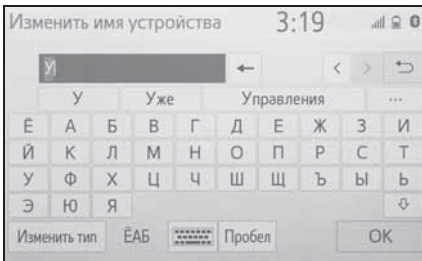 Изменить имя устройства 3:19
У
У Уже Управления ...
Ё А Б В Г Д Е Ж З И
Й К Л М Н О П Р С Т
У Ф Х Ц Ч Ш Щ Ъ Ы Ь
Э Ю Я
Изменить тип ЁАБ Пробел OK